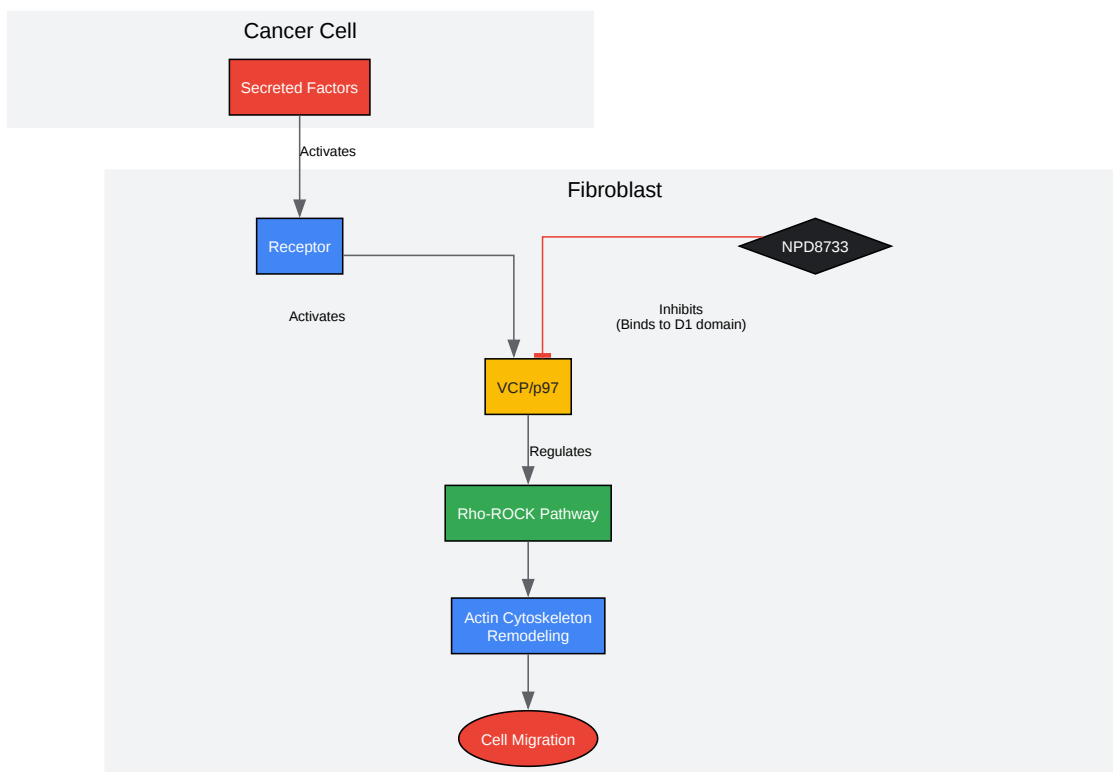 Cancer Cell
Secreted Factors
Activates
Fibroblast
Receptor
NPD8733
Activates
Inhibits
(Binds to D1 domain)
VCP/p97
Regulates
Rho-ROCK Pathway
Actin Cytoskeleton
Remodeling
Cell Migration